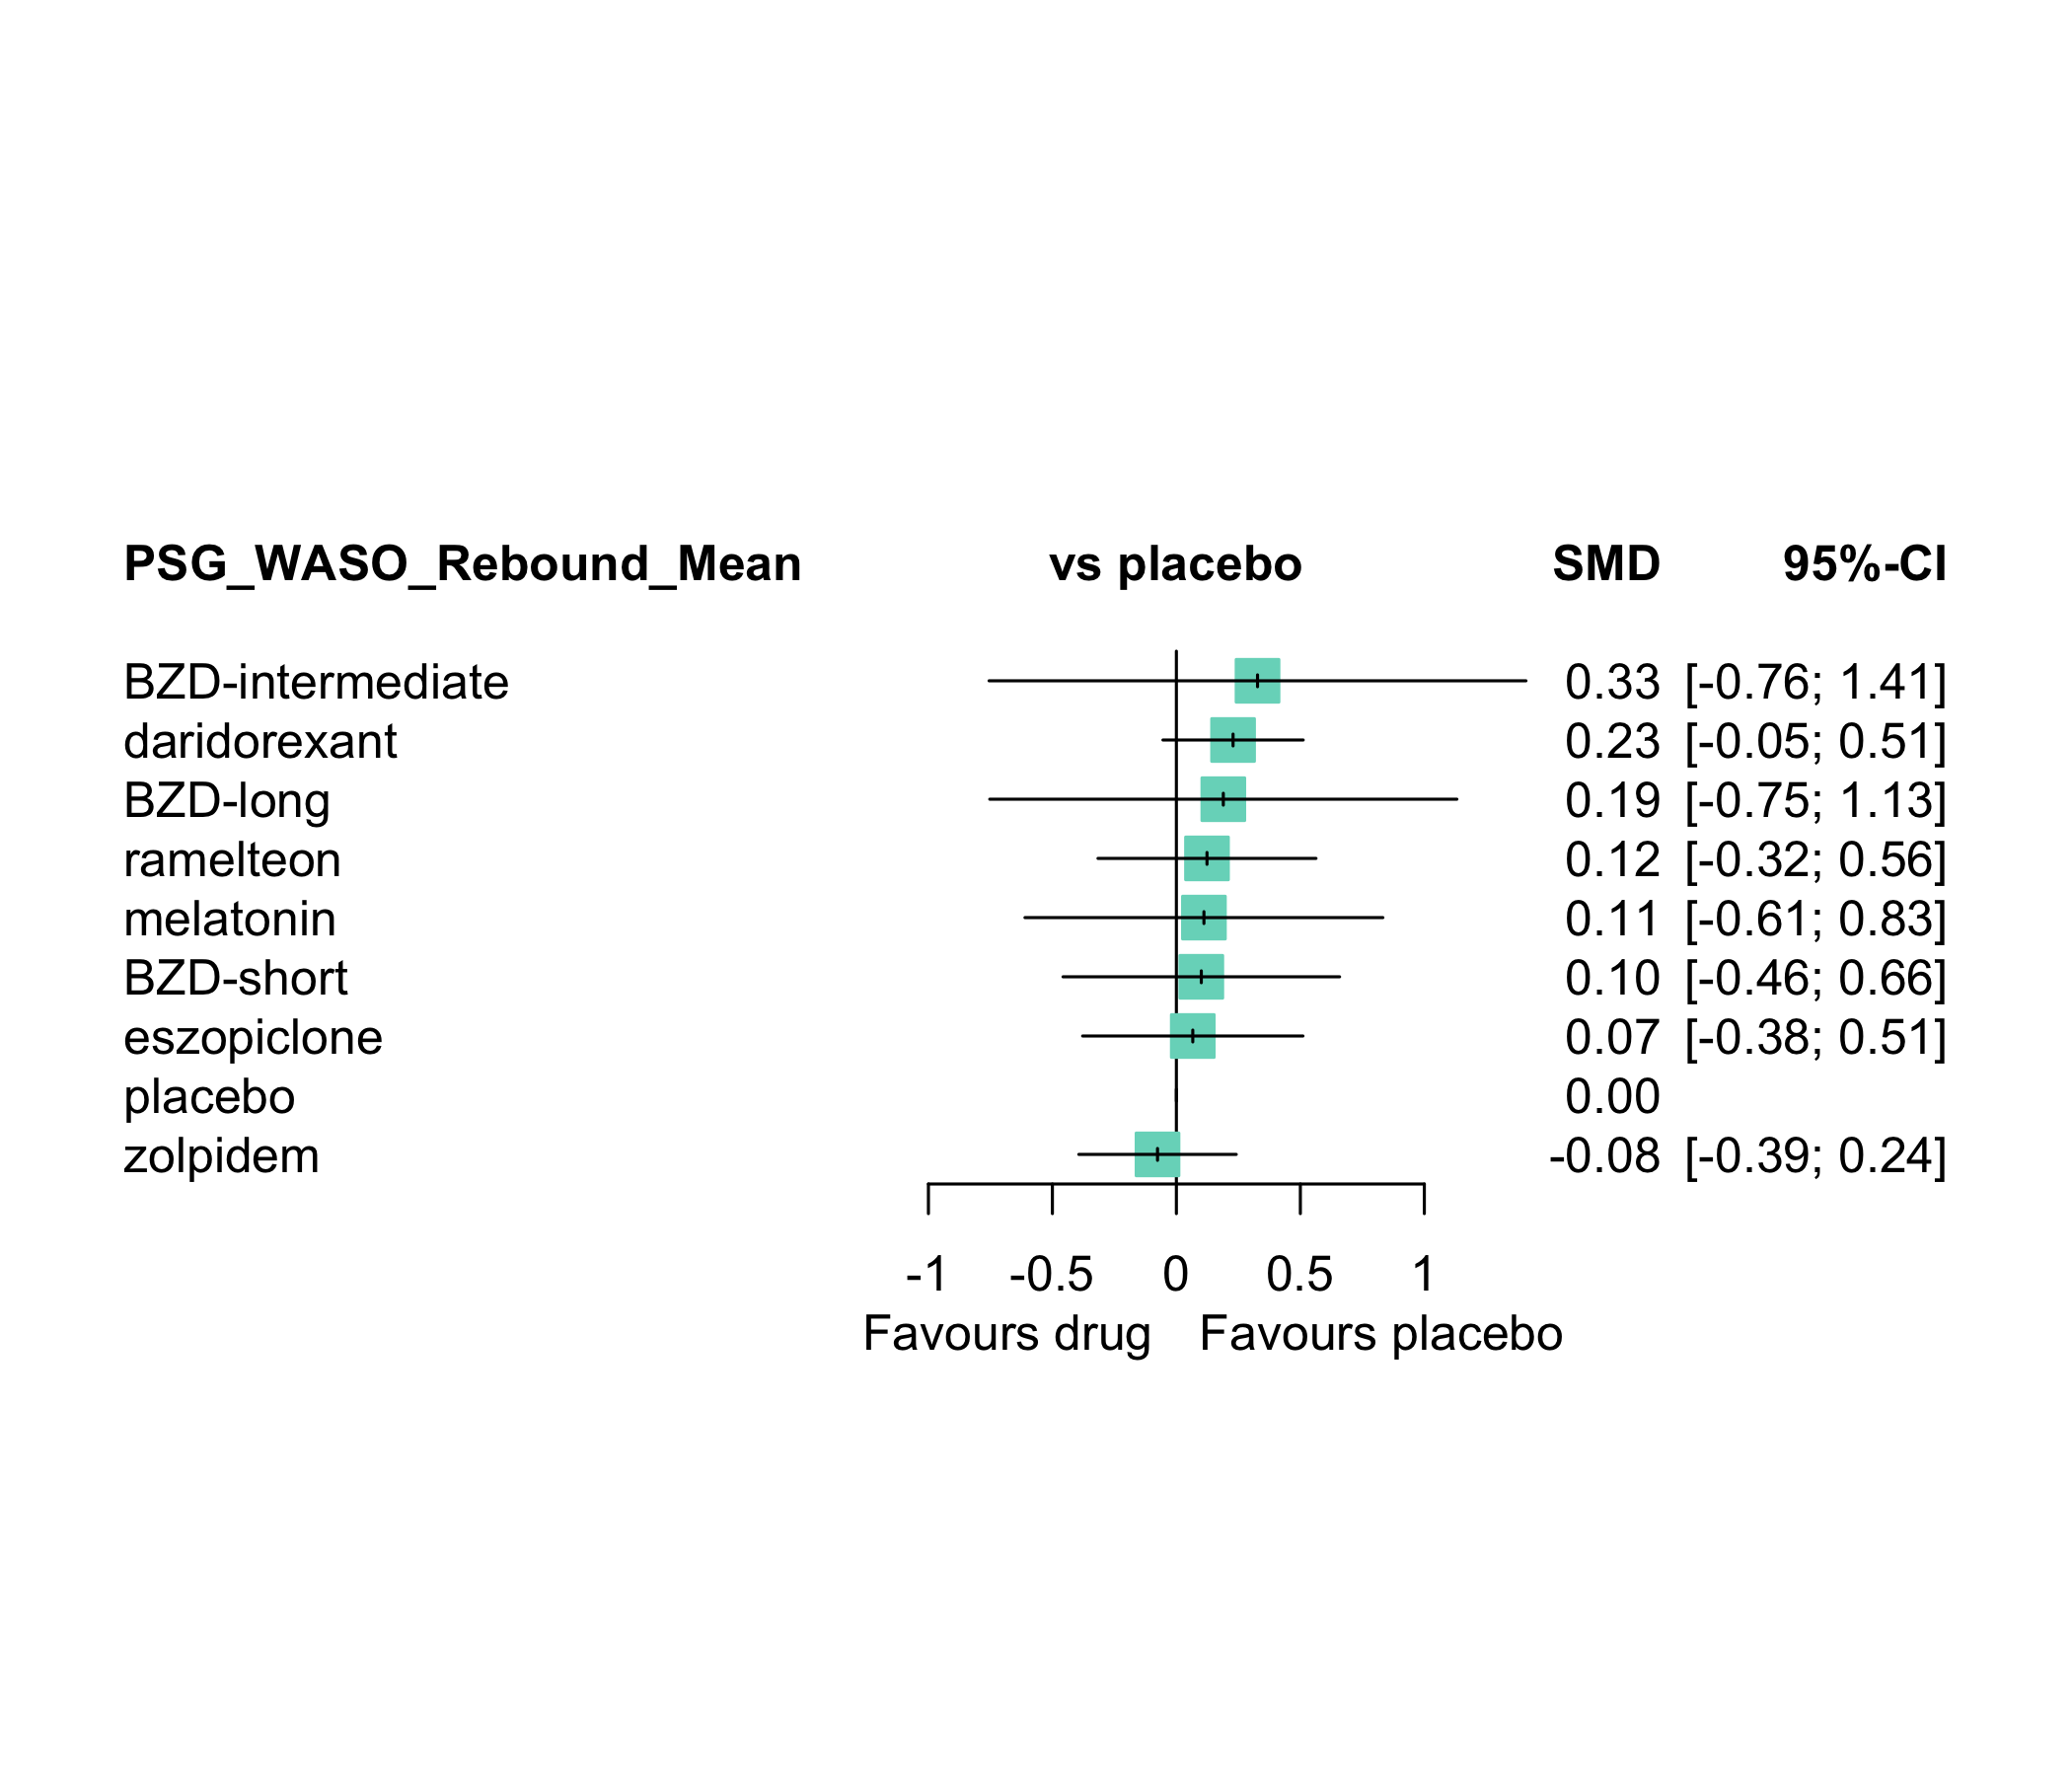 PSG_WASO_Rebound_Mean vs placebo SMD 95%-CI
BZD-intermediate 0.33 [-0.76; 1.41]
daridorexant 0.23 [-0.05; 0.51]
BZD-long 0.19 [-0.75; 1.13]
ramelteon 0.12 [-0.32; 0.56]
melatonin 0.11 [-0.61; 0.83]
BZD-short 0.10 [-0.46; 0.66]
eszopiclone 0.07 [-0.38; 0.51]
placebo 0.00
zolpidem -0.08 [-0.39; 0.24]
-1 -0.5 0 0.5 1
Favours drug Favours placebo